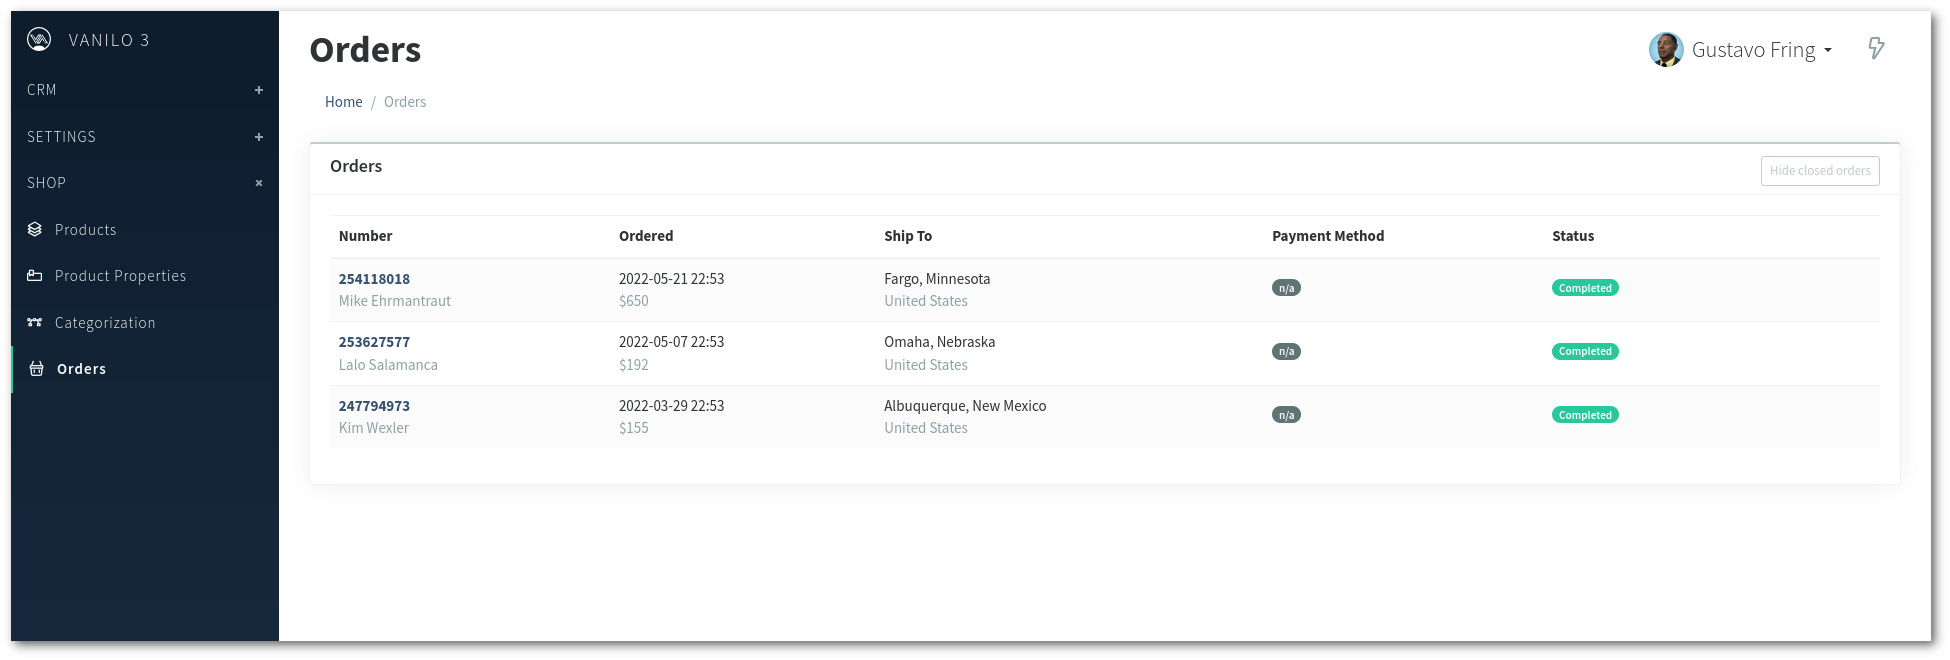 VANILO 3
CRM
SETTINGS
SHOP
Products
Product Properties
Categorization
Orders
Orders
Gustavo Fring
Home / Orders
Orders
Hide closed orders
Number Ordered Ship To Payment Method Status
254118018 2022-05-21 22:53 Fargo, Minnesota n/a Completed
Mike Ehrmantraut $650 United States
253627577 2022-05-07 22:53 Omaha, Nebraska n/a Completed
Lalo Salamanca $192 United States
247794973 2022-03-29 22:53 Albuquerque, New Mexico n/a Completed
Kim Wexler $155 United States